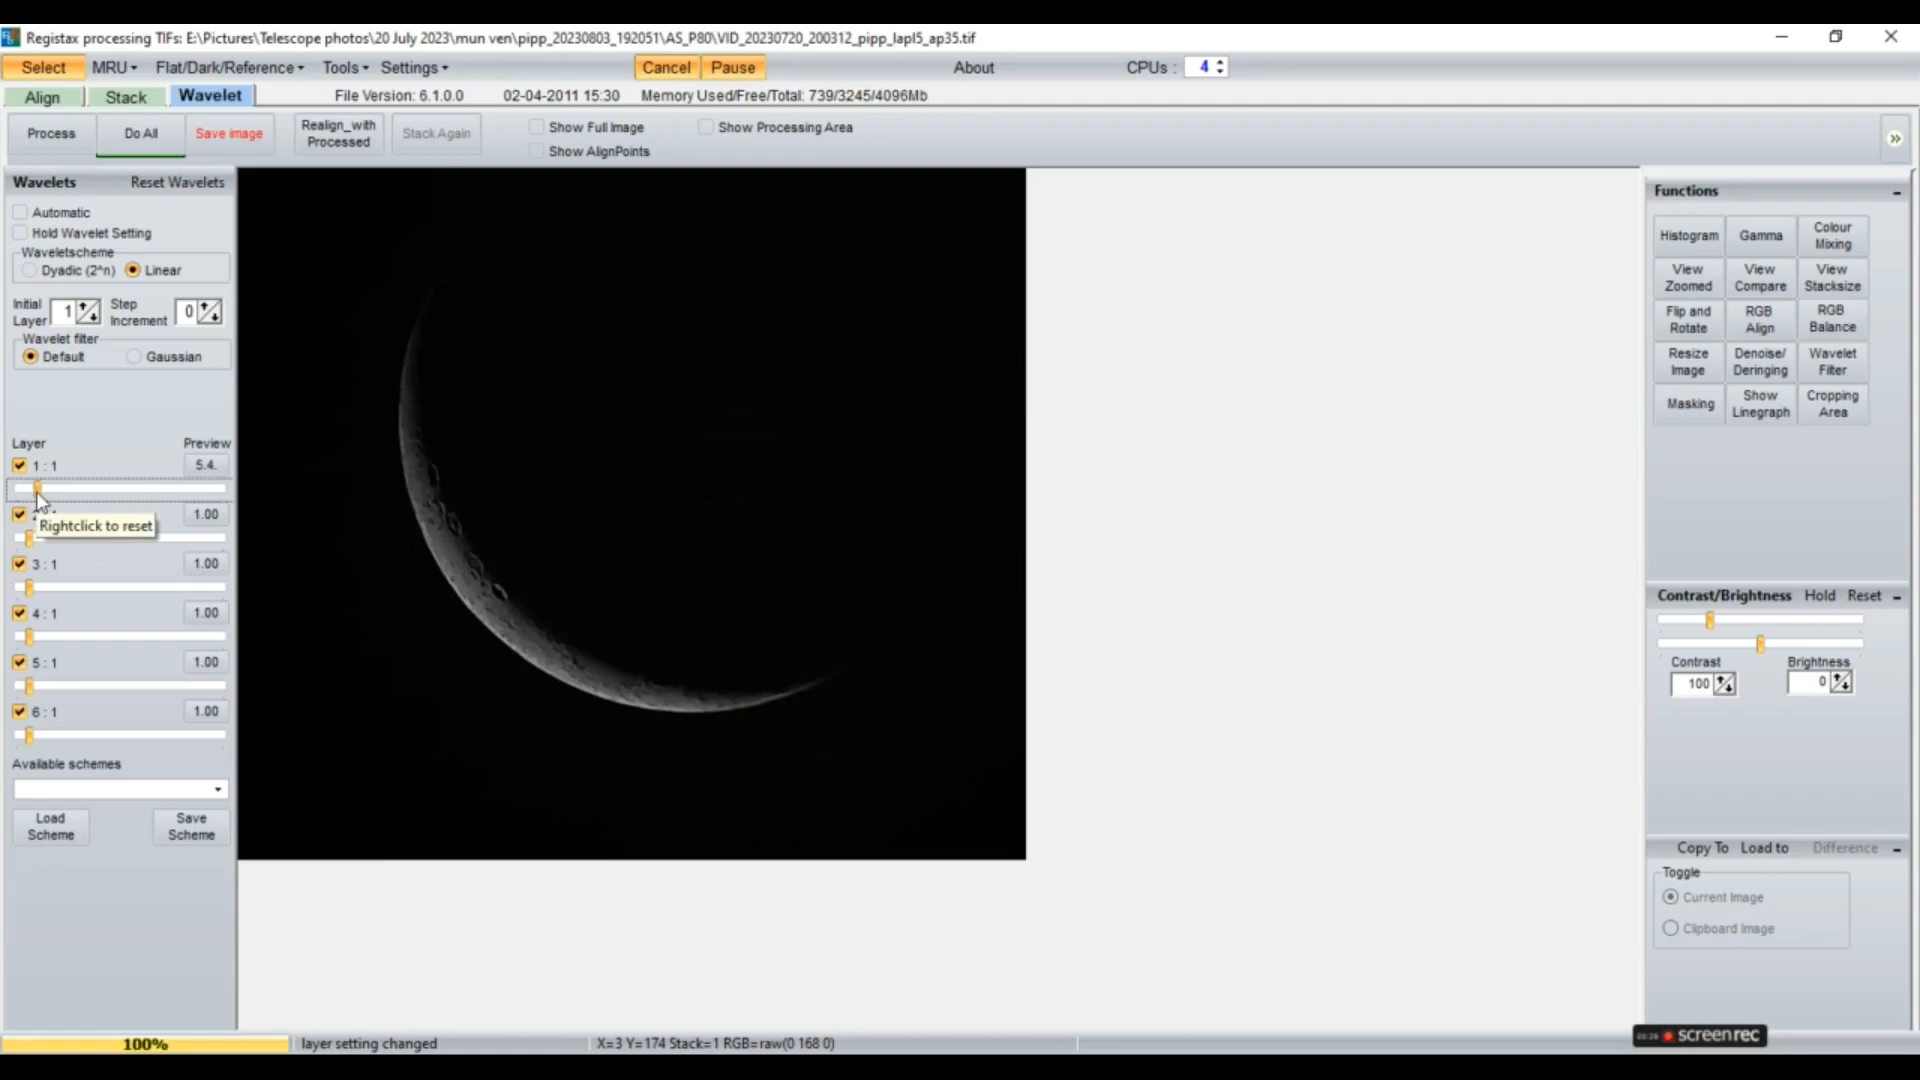 Registax processing TIFs: E:\Pictures\Telescope photos\20 July 2023\mun ven\pipp_20230803_192051\AS_P80\VID_20230720_200312_pipp_lapl5_ap35.tif
Select MRU Flat/Dark/Reference Tools Settings Cancel Pause About CPUs : 4
Align Stack Wavelet File Version: 6.1.0.0 02-04-2011 15:30 Memory Used/Free/Total: 739/3245/4096Mb
Process Do All Save image Realign_with Processed Stack Again Show Full Image Show Processing Area
Show AlignPoints
»
Wavelets Reset Wavelets
Automatic
Hold Wavelet Setting
Waveletscheme
Dyadic (2^n) Linear
Initial Layer 1 Step Increment 0
Wavelet filter
Default Gaussian
Layer Preview
1 : 1 5.4.
1.00
Rightclick to reset
3 : 1 1.00
4 : 1 1.00
5 : 1 1.00
6 : 1 1.00
Available schemes
Load Scheme Save Scheme
Functions
Histogram Gamma Colour Mixing
View Zoomed View Compare View Stacksize
Flip and Rotate RGB Align RGB Balance
Resize Image Denoise/ Deringing Wavelet Filter
Masking Show Linegraph Cropping Area
Contrast/Brightness Hold Reset
Contrast Brightness
100 0
Copy To Load to Difference
Toggle
Current Image
Clipboard Image
100% layer setting changed X=3 Y=174 Stack=1 RGB=raw(0 168 0)
screenrec